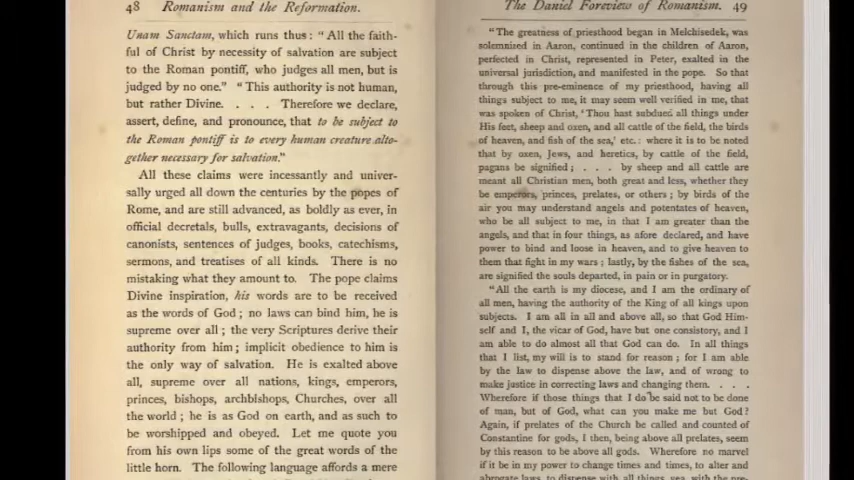 48 Romanism and the Reformation.
Unam Sanctam, which runs thus: "All the faith-
ful of Christ by necessity of salvation are subject
to the Roman pontiff, who judges all men, but is
judged by no one." "This authority is not human,
but rather Divine. . . . Therefore we declare,
assert, define, and pronounce, that to be subject to
the Roman pontiff is to every human creature alto-
gether necessary for salvation."
All these claims were incessantly and univer-
sally urged all down the centuries by the popes of
Rome, and are still advanced, as boldly as ever, in
official decretals, bulls, extravagants, decisions of
canonists, sentences of judges, books, catechisms,
sermons, and treatises of all kinds. There is no
mistaking what they amount to. The pope claims
Divine inspiration, his words are to be received
as the words of God; no laws can bind him, he is
supreme over all; the very Scriptures derive their
authority from him; implicit obedience to him is
the only way of salvation. He is exalted above
all, supreme over all nations, kings, emperors,
princes, bishops, archbishops, Churches, over all
the world; he is as God on earth, and as such to
be worshipped and obeyed. Let me quote you
from his own lips some of the great words of the
little horn. The following language affords a mere
The Daniel Foreview of Romanism. 49
"The greatness of priesthood began in Melchisedek, was
solemnised in Aaron, continued in the children of Aaron,
perfected in Christ, represented in Peter, exalted in the
universal jurisdiction, and manifested in the pope. So that
through this pre-eminence of my priesthood, having all
things subject to me, it may seem well verified in me, that
was spoken of Christ, 'Thou hast subdued all things under
His feet, sheep and oxen, and all cattle of the field, the birds
of heaven, and fish of the sea,' etc.: where it is to be noted
that by oxen, Jews, and heretics, by cattle of the field,
pagans be signified; . . . by sheep and all cattle are
meant all Christian men, both great and less, whether they
be emperors, princes, prelates, or others; by birds of the
air you may understand angels and potentates of heaven,
who be all subject to me, in that I am greater than the
angels, and that in four things, as afore declared, and have
power to bind and loose in heaven, and to give heaven to
them that fight in my wars; lastly, by the fishes of the sea,
are signified the souls departed, in pain or in purgatory.
"All the earth is my diocese, and I am the ordinary of
all men, having the authority of the King of all kings upon
subjects. I am all in all and above all, so that God Him-
self and I, the vicar of God, have but one consistory, and I
am able to do almost all that God can do. In all things
that I list, my will is to stand for reason; for I am able
by the law to dispense above the law, and of wrong to
make justice in correcting laws and changing them. . . .
Wherefore if those things that I do be said not to be done
of man, but of God, what can you make me but God?
Again, if prelates of the Church be called and counted of
Constantine for gods, I then, being above all prelates, seem
by this reason to be above all gods. Wherefore no marvel
if it be in my power to change times and times, to alter and
abrogate laws, to dispense with all things, yea, with the pre-